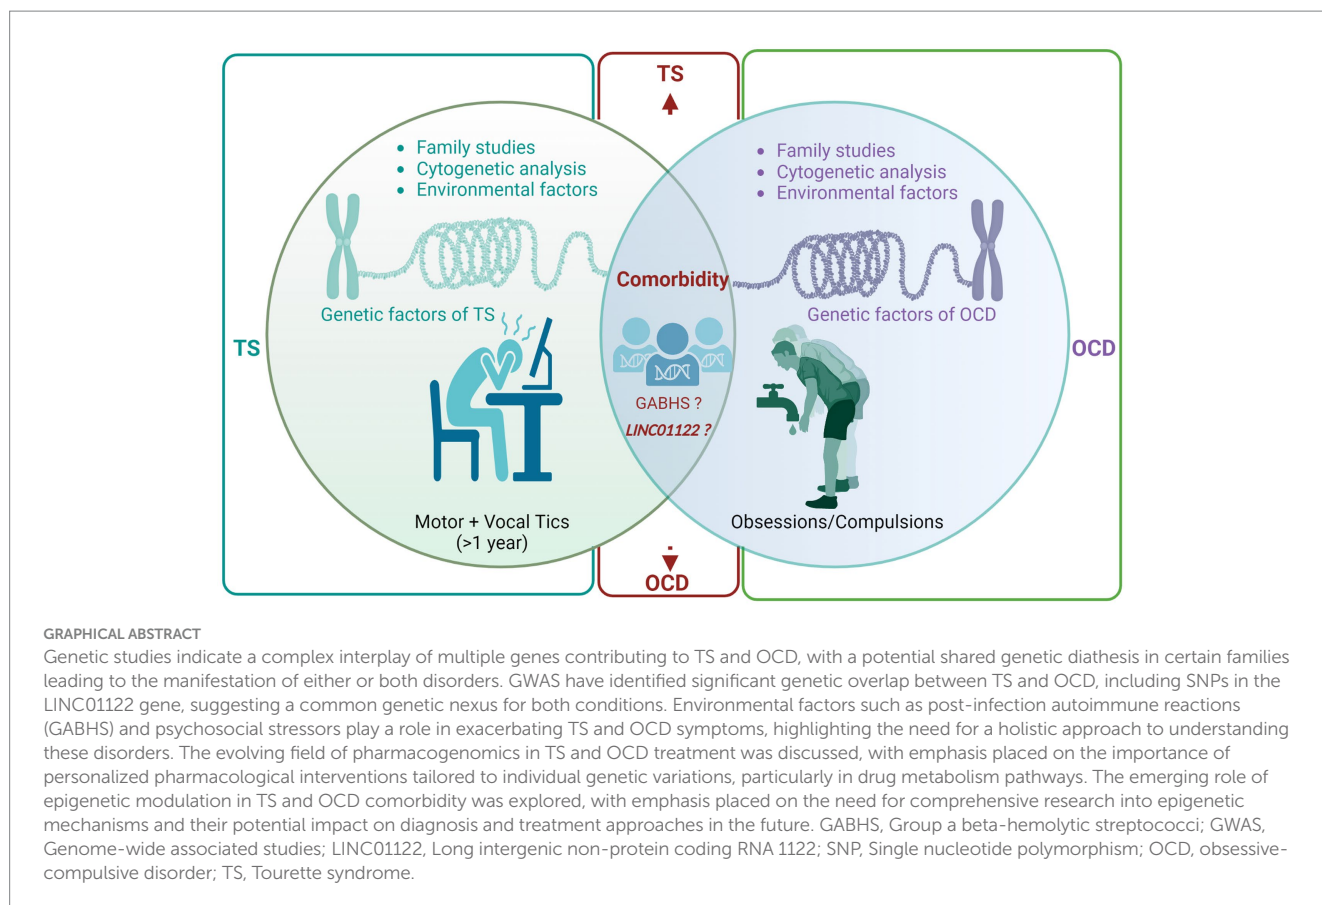 TS
• Family studies
• Cytogenetic analysis
• Environmental factors
• Family studies
• Cytogenetic analysis
• Environmental factors
Comorbidity
Genetic factors of TS
Genetic factors of OCD
TS
OCD
GABHS ?
LINC01122 ?
Motor + Vocal Tics
(>1 year)
Obsessions/Compulsions
OCD
GRAPHICAL ABSTRACT
Genetic studies indicate a complex interplay of multiple genes contributing to TS and OCD, with a potential shared genetic diathesis in certain families
leading to the manifestation of either or both disorders. GWAS have identified significant genetic overlap between TS and OCD, including SNPs in the
LINC01122 gene, suggesting a common genetic nexus for both conditions. Environmental factors such as post-infection autoimmune reactions
(GABHS) and psychosocial stressors play a role in exacerbating TS and OCD symptoms, highlighting the need for a holistic approach to understanding
these disorders. The evolving field of pharmacogenomics in TS and OCD treatment was discussed, with emphasis placed on the importance of
personalized pharmacological interventions tailored to individual genetic variations, particularly in drug metabolism pathways. The emerging role of
epigenetic modulation in TS and OCD comorbidity was explored, with emphasis placed on the need for comprehensive research into epigenetic
mechanisms and their potential impact on diagnosis and treatment approaches in the future. GABHS, Group a beta-hemolytic streptococci; GWAS,
Genome-wide associated studies; LINC01122, Long intergenic non-protein coding RNA 1122; SNP, Single nucleotide polymorphism; OCD, obsessive-
compulsive disorder; TS, Tourette syndrome.